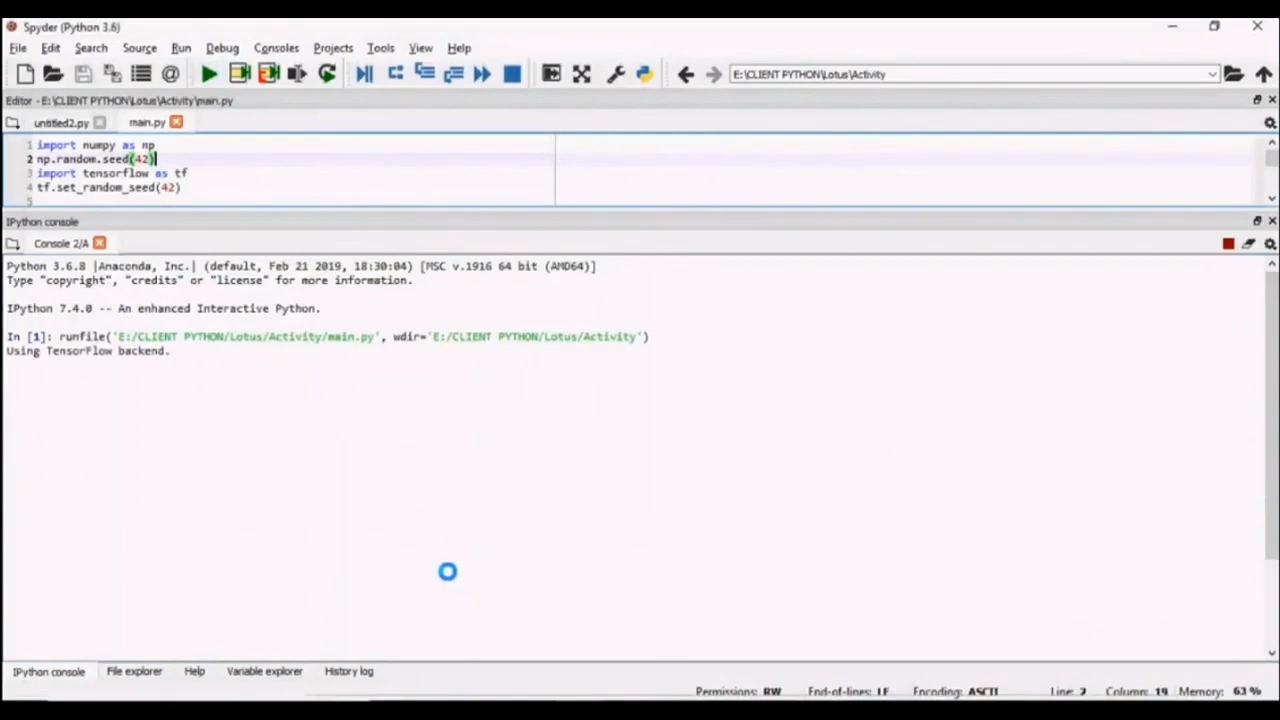 Spyder (Python 3.6)
File Edit Search Source Run Debug Consoles Projects Tools View Help
E:\CLIENT PYTHON\Lotus\Activity
Editor - E:\CLIENT PYTHON\Lotus\Activity\main.py
untitled2.py main.py
1 import numpy as np
2 np.random.seed(42)
3 import tensorflow as tf
4 tf.set_random_seed(42)
5
IPython console
Console 2/A
Python 3.6.8 |Anaconda, Inc.| (default, Feb 21 2019, 18:30:04) [MSC v.1916 64 bit (AMD64)]
Type "copyright", "credits" or "license" for more information.
IPython 7.4.0 -- An enhanced Interactive Python.
In [1]: runfile('E:/CLIENT PYTHON/Lotus/Activity/main.py', wdir='E:/CLIENT PYTHON/Lotus/Activity')
Using TensorFlow backend.
IPython console File explorer Help Variable explorer History log
Permissions: RW End-of-lines: LF Encoding: ASCII Line: 2 Column: 19 Memory: 63 %